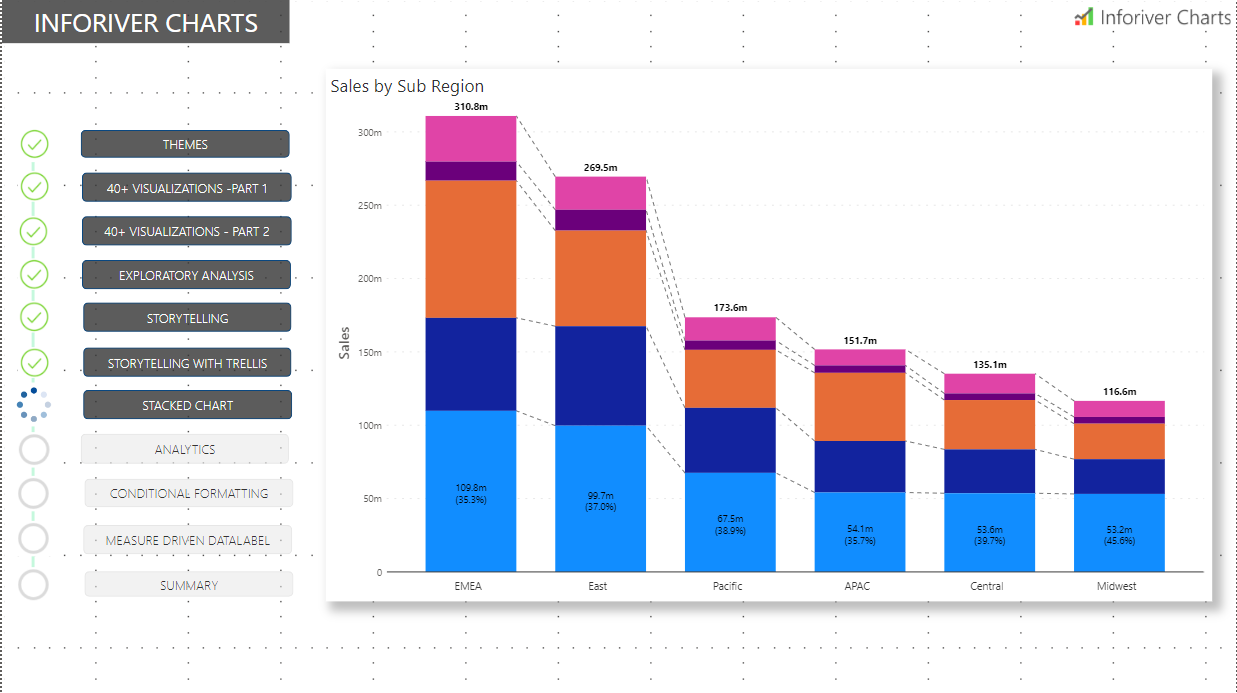 INFORIVER CHARTS
Inforiver Charts
THEMES
40+ VISUALIZATIONS -PART 1
40+ VISUALIZATIONS - PART 2
EXPLORATORY ANALYSIS
STORYTELLING
STORYTELLING WITH TRELLIS
STACKED CHART
ANALYTICS
CONDITIONAL FORMATTING
MEASURE DRIVEN DATALABEL
SUMMARY
Sales by Sub Region
Sales
300m
250m
200m
150m
100m
50m
0
310.8m
269.5m
173.6m
151.7m
135.1m
116.6m
109.8m
(35.3%)
99.7m
(37.0%)
67.5m
(38.9%)
54.1m
(35.7%)
53.6m
(39.7%)
53.2m
(45.6%)
EMEA
East
Pacific
APAC
Central
Midwest